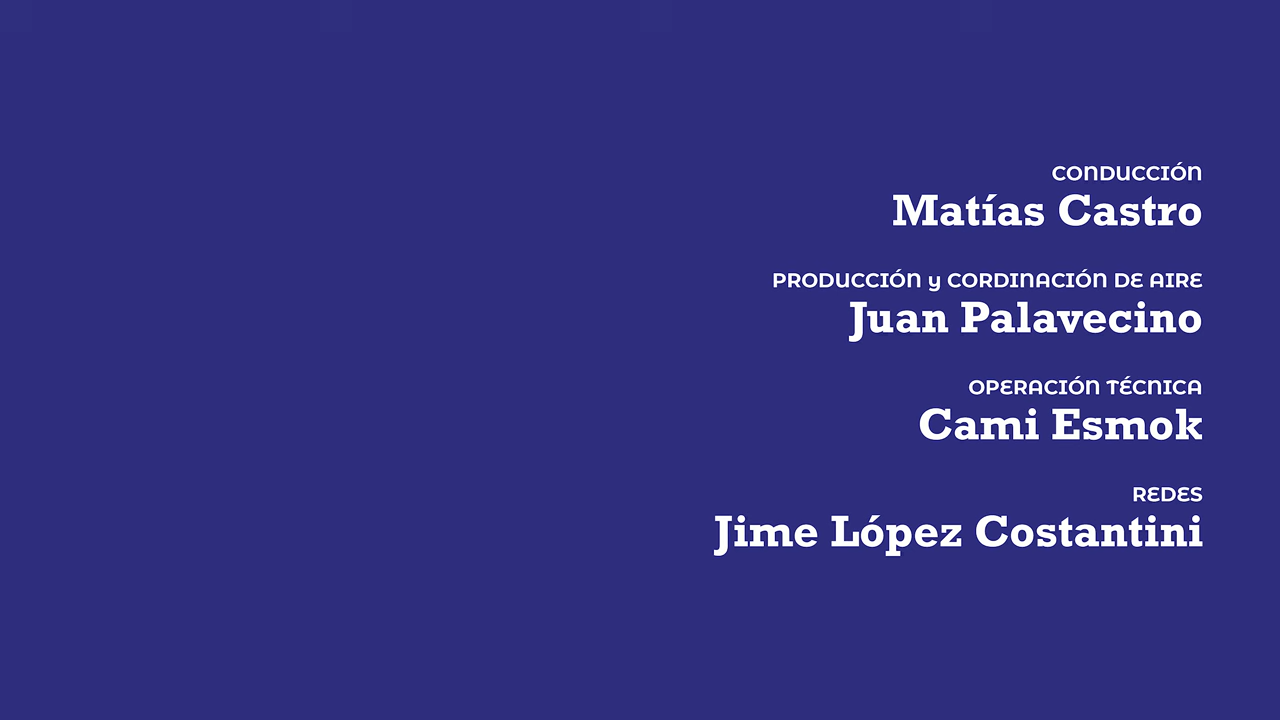 CONDUCCIÓN
Matías Castro
PRODUCCIÓN y CORDINACIÓN DE AIRE
Juan Palavecino
OPERACIÓN TÉCNICA
Cami Esmok
REDES
Jime López Costantini